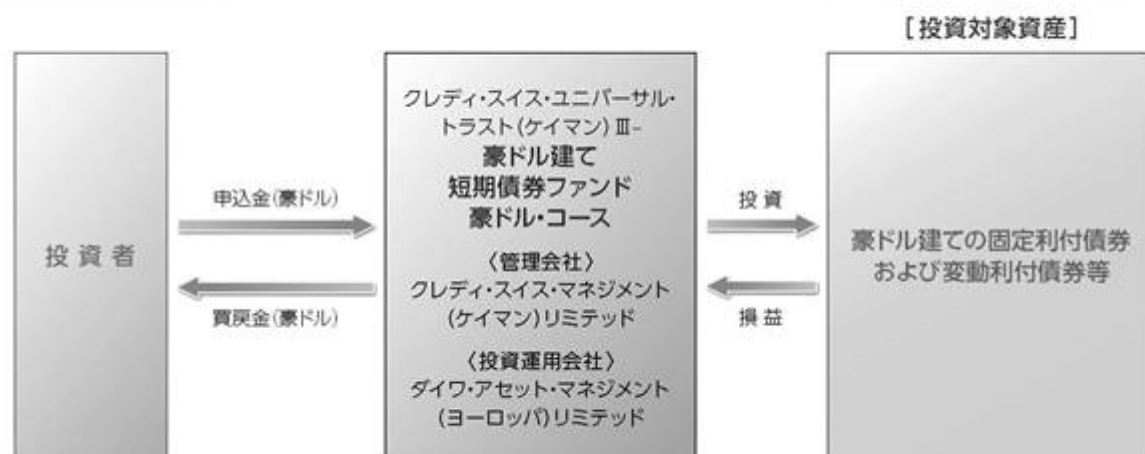 [投資対象資産]
投資者
申込金(豪ドル)
買戻金(豪ドル)
クレディ・スイス・ユニバーサル・
トラスト(ケイマン)Ⅲ-
豪ドル建て
短期債券ファンド
豪ドル・コース
〈管理会社〉
クレディ・スイス・マネジメント
(ケイマン)リミテッド
〈投資運用会社〉
ダイワ・アセット・マネジメント
(ヨーロッパ)リミテッド
投資
損益
豪ドル建ての固定利付債券
および変動利付債券等